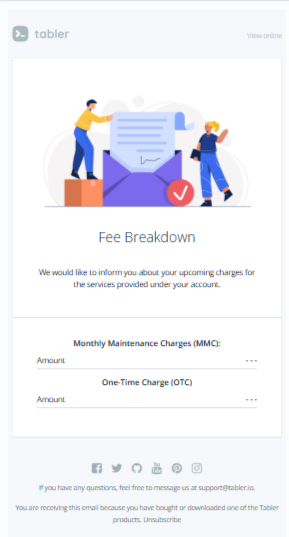 tabler
View online
Fee Breakdown
We would like to inform you about your upcoming charges for
the services provided under your account.
Monthly Maintenance Charges (MMC):
Amount ---
One-Time Charge (OTC)
Amount ---
If you have any questions, feel free to message us at support@tabler.io.
You are receiving this email because you have bought or downloaded one of the Tabler
products. Unsubscribe